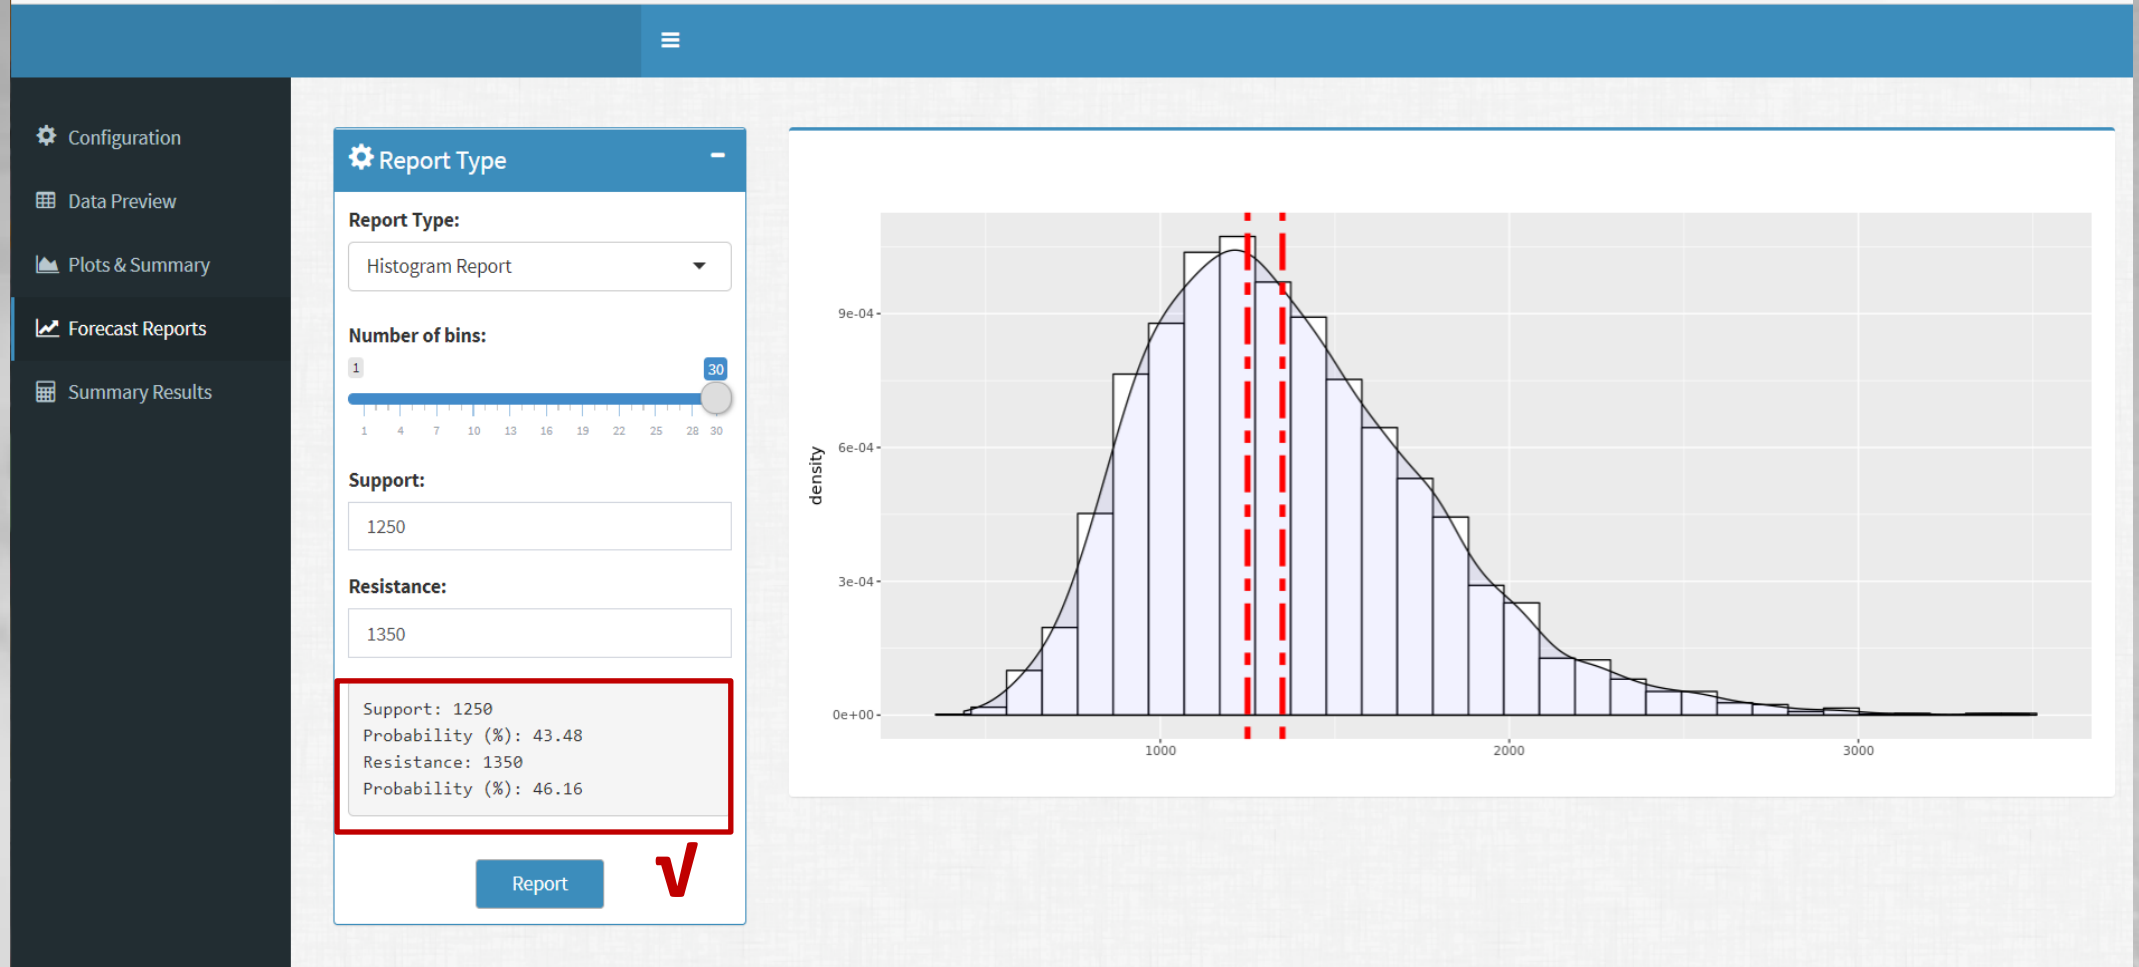 Configuration
Data Preview
Plots & Summary
Forecast Reports
Summary Results
Report Type
Report Type:
Histogram Report
Number of bins:
1
30
1 4 7 10 13 16 19 22 25 28 30
Support:
1250
Resistance:
1350
Support: 1250
Probability (%): 43.48
Resistance: 1350
Probability (%): 46.16
Report
√
density
9e-04
6e-04
3e-04
0e+00
1000 2000 3000